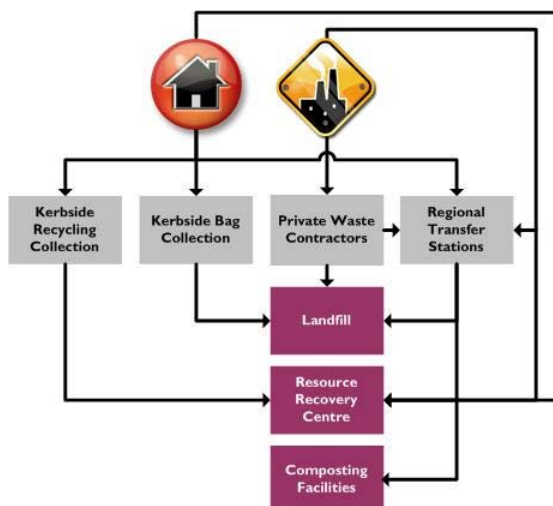 Kerbside
Recycling
Collection
Kerbside Bag
Collection
Private Waste
Contractors
Regional
Transfer
Stations
Landfill
Resource
Recovery
Centre
Composting
Facilities